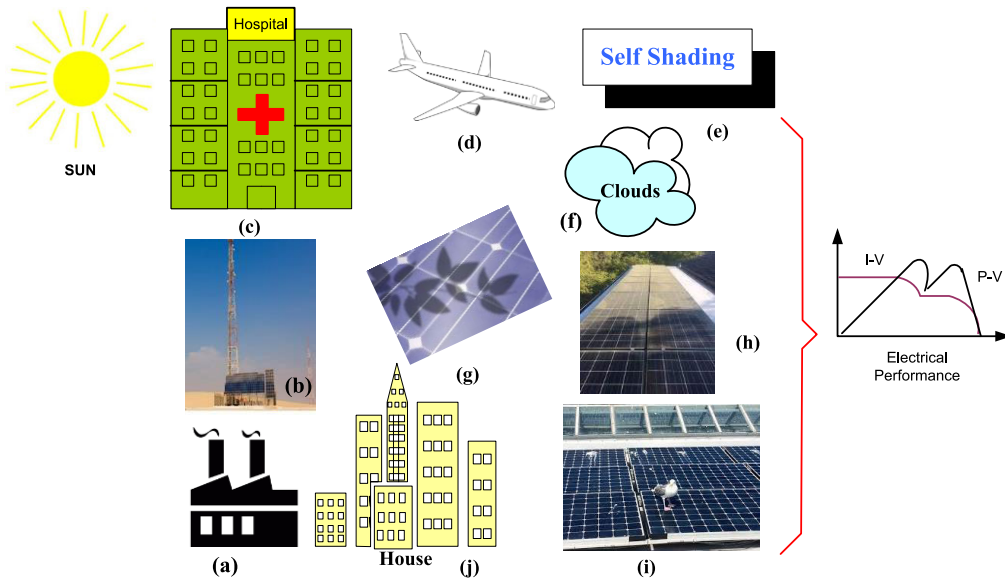 Hospital
SUN
(c)
(d)
Self Shading
(e)
Clouds
(f)
(b)
(g)
(h)
I-V
P-V
Electrical
Performance
(a)
House
(j)
(i)